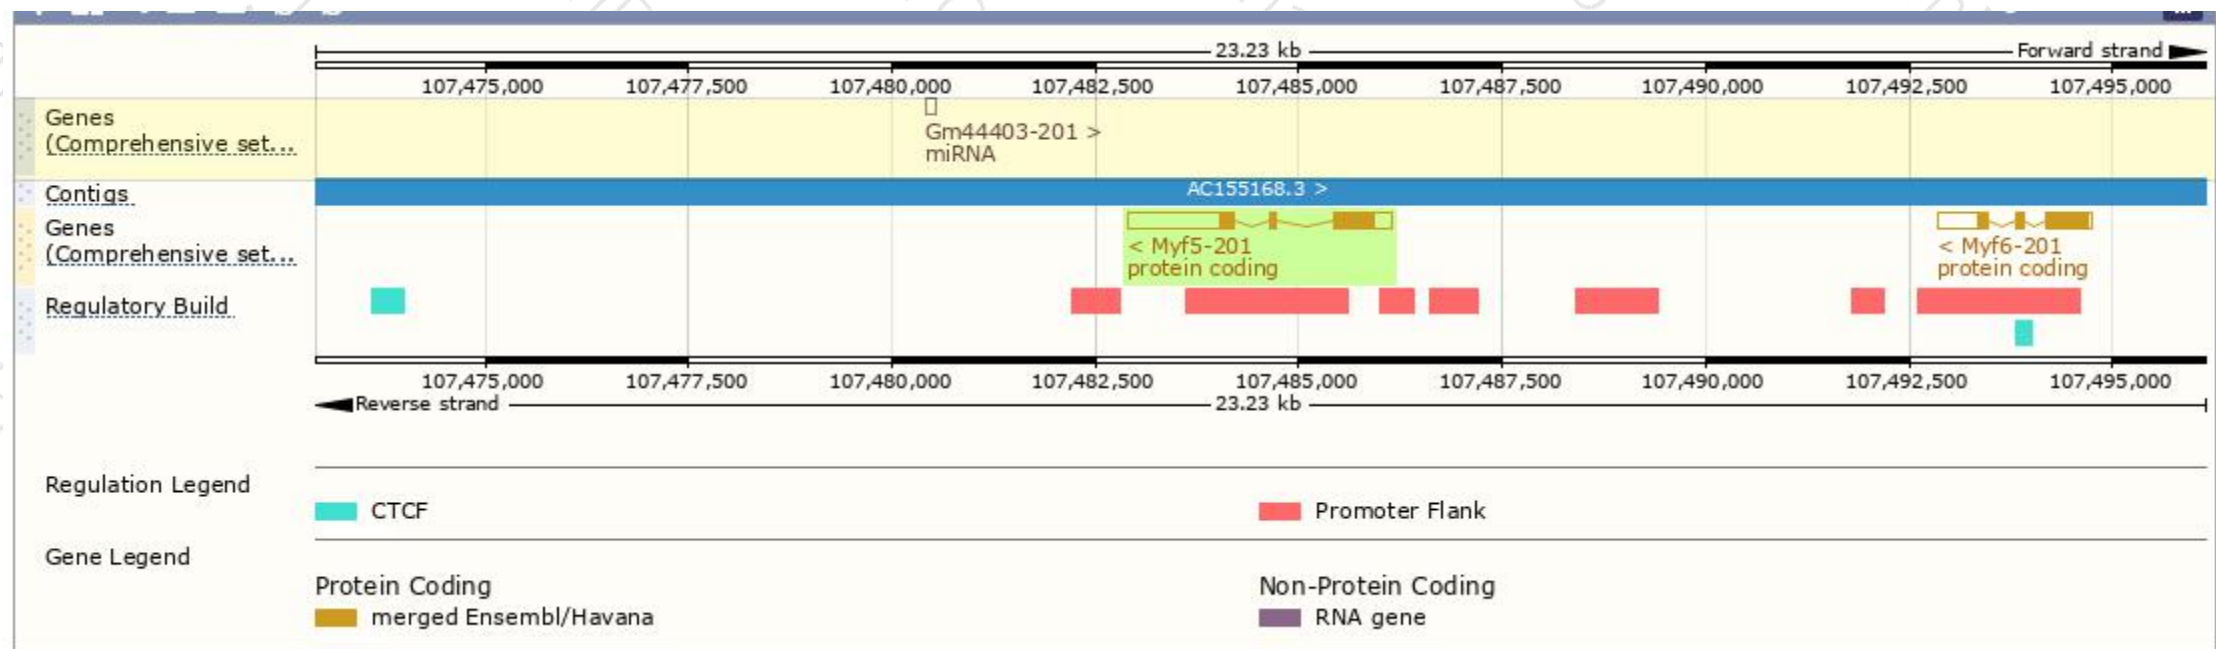 23.23 kb Forward strand
107,475,000 107,477,500 107,480,000 107,482,500 107,485,000 107,487,500 107,490,000 107,492,500 107,495,000
Genes
(Comprehensive set...
Gm44403-201 >
miRNA
Contigs
AC155168.3 >
Genes
(Comprehensive set...
< Myf5-201
protein coding
< Myf6-201
protein coding
Regulatory Build
107,475,000 107,477,500 107,480,000 107,482,500 107,485,000 107,487,500 107,490,000 107,492,500 107,495,000
Reverse strand 23.23 kb
Regulation Legend
CTCF Promoter Flank
Gene Legend
Protein Coding Non-Protein Coding
merged Ensembl/Havana RNA gene